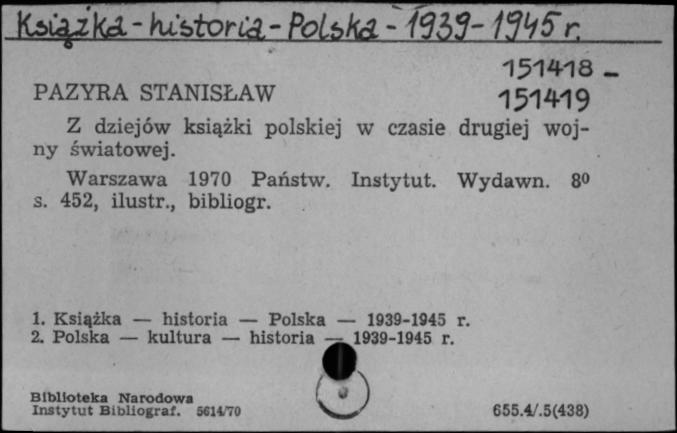 Książka - historia - Polska - 1939-1945 r.
151418 -
151419
PAZYRA STANISŁAW
Z dziejów książki polskiej w czasie drugiej woj-
ny światowej.
Warszawa 1970 Państw. Instytut. Wydawn. 8⁰
s. 452, ilustr., bibliogr.
1. Książka — historia — Polska — 1939-1945 r.
2. Polska — kultura — historia — 1939-1945 r.
Biblioteka Narodowa
Instytut Bibliograf. 5614/70
655.4/.5(438)